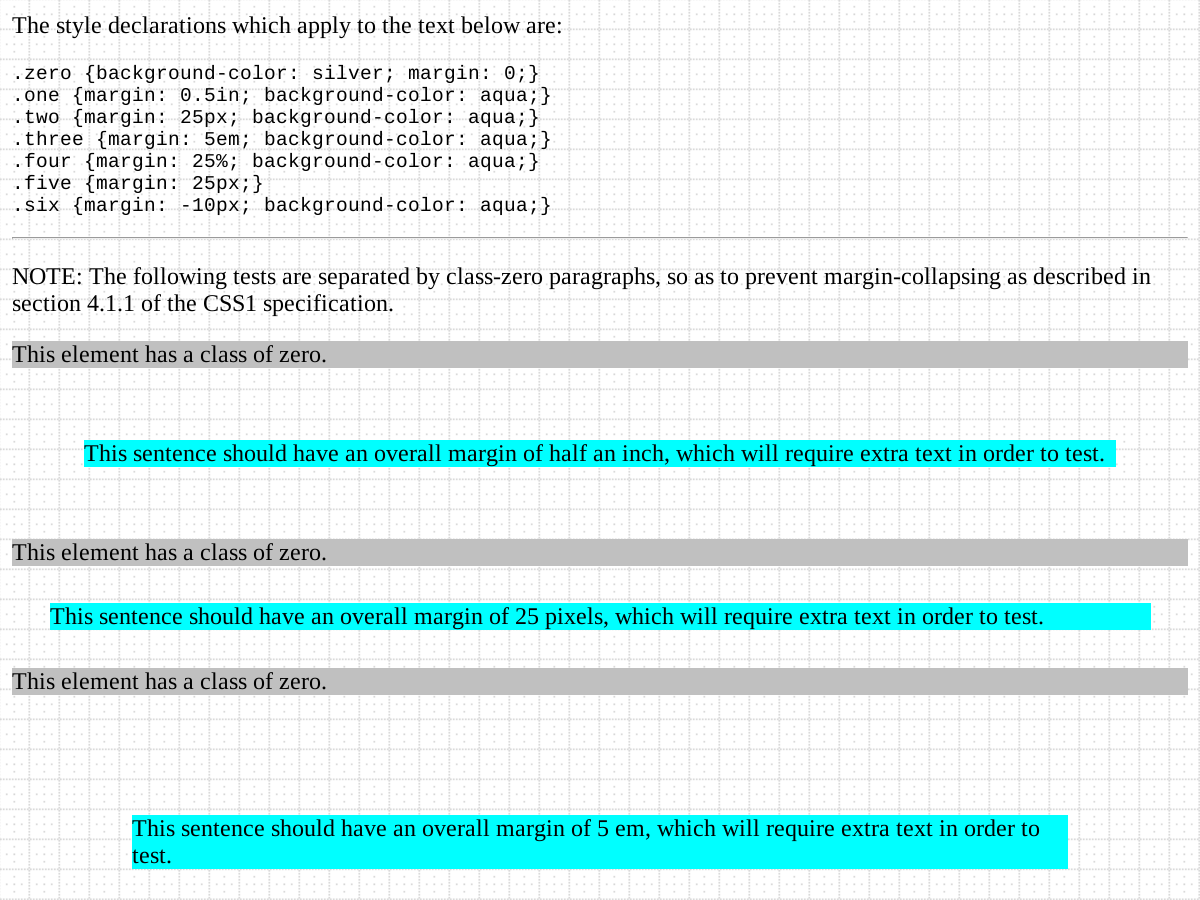 The style declarations which apply to the text below are:
.zero {background-color: silver; margin: 0;}
.one {margin: 0.5in; background-color: aqua;}
.two {margin: 25px; background-color: aqua;}
.three {margin: 5em; background-color: aqua;}
.four {margin: 25%; background-color: aqua;}
.five {margin: 25px;}
.six {margin: -10px; background-color: aqua;}
NOTE: The following tests are separated by class-zero paragraphs, so as to prevent margin-collapsing as described in
section 4.1.1 of the CSS1 specification.
This element has a class of zero.
This sentence should have an overall margin of half an inch, which will require extra text in order to test.
This element has a class of zero.
This sentence should have an overall margin of 25 pixels, which will require extra text in order to test.
This element has a class of zero.
This sentence should have an overall margin of 5 em, which will require extra text in order to
test.